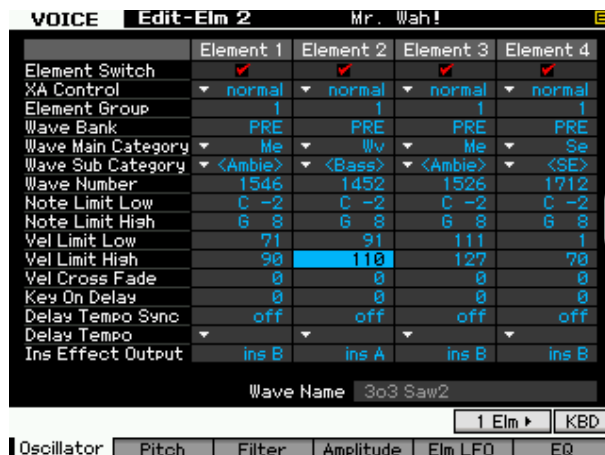 VOICE Edit-Elm 2 Mr. Wah!
Element 1 Element 2 Element 3 Element 4
Element Switch
XA Control normal normal normal normal
Element Group 1 1 1 1
Wave Bank PRE PRE PRE PRE
Wave Main Category Me Wv Me Se
Wave Sub Category <Ambie> <Bass> <Ambie> <SE>
Wave Number 1546 1452 1526 1712
Note Limit Low C -2 C -2 C -2 C -2
Note Limit High G 8 G 8 G 8 G 8
Vel Limit Low 71 91 111 1
Vel Limit High 90 110 127 70
Vel Cross Fade 0 0 0 0
Key On Delay 0 0 0 0
Delay Tempo Sync off off off off
Delay Tempo
Ins Effect Output ins B ins A ins B ins B
Wave Name 3o3 Saw2
1 Elm KBD
Oscillator Pitch Filter Amplitude Elm LFO EQ